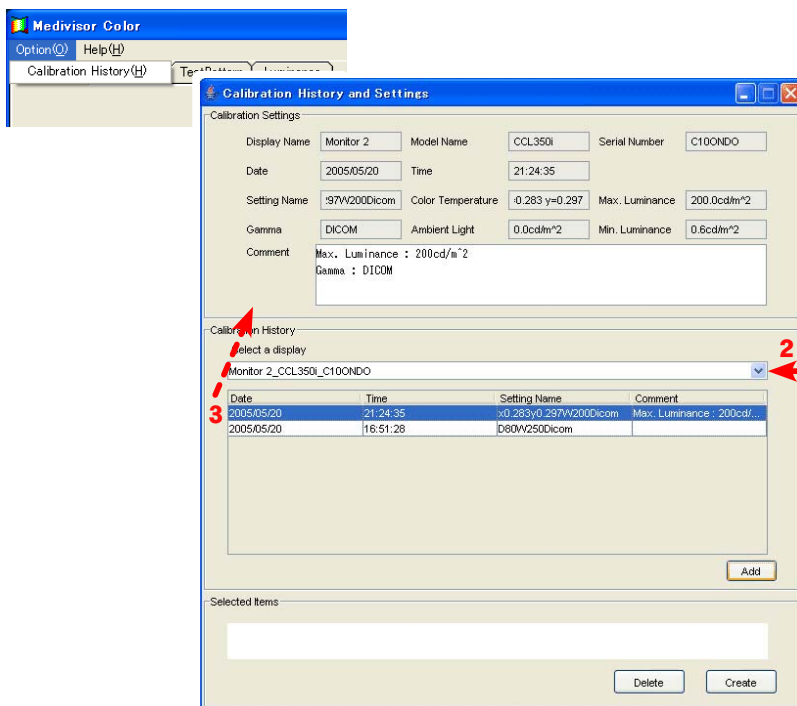 Medivisor Color
Option(O) Help(H)
Calibration History(H)
Calibration History and Settings
Calibration Settings
Display Name Monitor 2 Model Name CCL350i Serial Number C10ONDO
Date 2005/05/20 Time 21:24:35
Setting Name :97W200Dicom Color Temperature :0.283 y=0.297 Max. Luminance 200.0cd/m^2
Gamma DICOM Ambient Light 0.0cd/m^2 Min. Luminance 0.6cd/m^2
Comment Max. Luminance : 200cd/m^2
Gamma : DICOM
Calibration History
Select a display
2
Monitor 2_CCL350i_C10ONDO
Date Time Setting Name Comment
3
2005/05/20 21:24:35 x0.283y0.297W200Dicom Max. Luminance : 200cd/...
2005/05/20 16:51:28 D80W250Dicom
Add
Selected Items
Delete Create